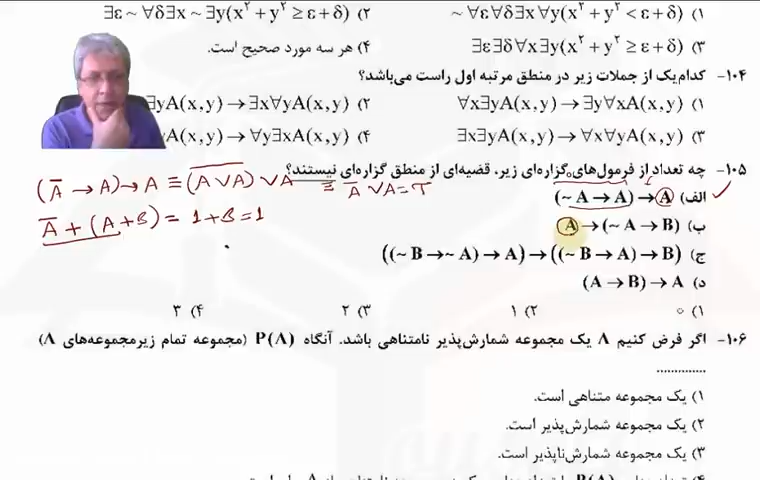 ۱) ~ ∀ε∀δ∃x∀y(x² + y² < ε + δ)   ۲) ∃ε ~ ∀δ∃x ~ ∃y(x² + y² ≥ ε + δ)
۳) ∃ε∃δ∀x∃y(x² + y² ≥ ε + δ)   ۴) هر سه مورد صحیح است.
۱۰۴- کدام‌یک از جملات زیر در منطق مرتبه اول راست می‌باشد؟
۱) ∀x∃yA(x,y) → ∃y∀xA(x,y)   ۲) ∃yA(x,y) → ∃x∀yA(x,y)
۳) ∃x∃yA(x,y) → ∀x∀yA(x,y)   ۴) yA(x,y) → ∀y∃xA(x,y)
۱۰۵- چه تعداد از فرمول‌های گزاره‌ای زیر، قضیه‌ای از منطق گزاره‌ای نیستند؟
(A̅ → A) → A ≡ (A ∨ A)‾ ∨ A ≡ A̅ ∨ A = T
الف) (~ A → A) → A ✓
A̅ + (A + B) = 1 + B = 1
ب) A → (~ A → B)
ج) ((~ B → ~ A) → A) → ((~ B → A) → B)
د) (A → B) → A
۱) ۰   ۲) ۱   ۳) ۲   ۴) ۳
۱۰۶- اگر فرض کنیم A یک مجموعه شمارش‌پذیر نامتناهی باشد. آنگاه P(A) (مجموعه تمام زیرمجموعه‌های A)
..............
۱) یک مجموعه متناهی است.
۲) یک مجموعه شمارش‌پذیر است.
۳) یک مجموعه شمارش‌ناپذیر است.